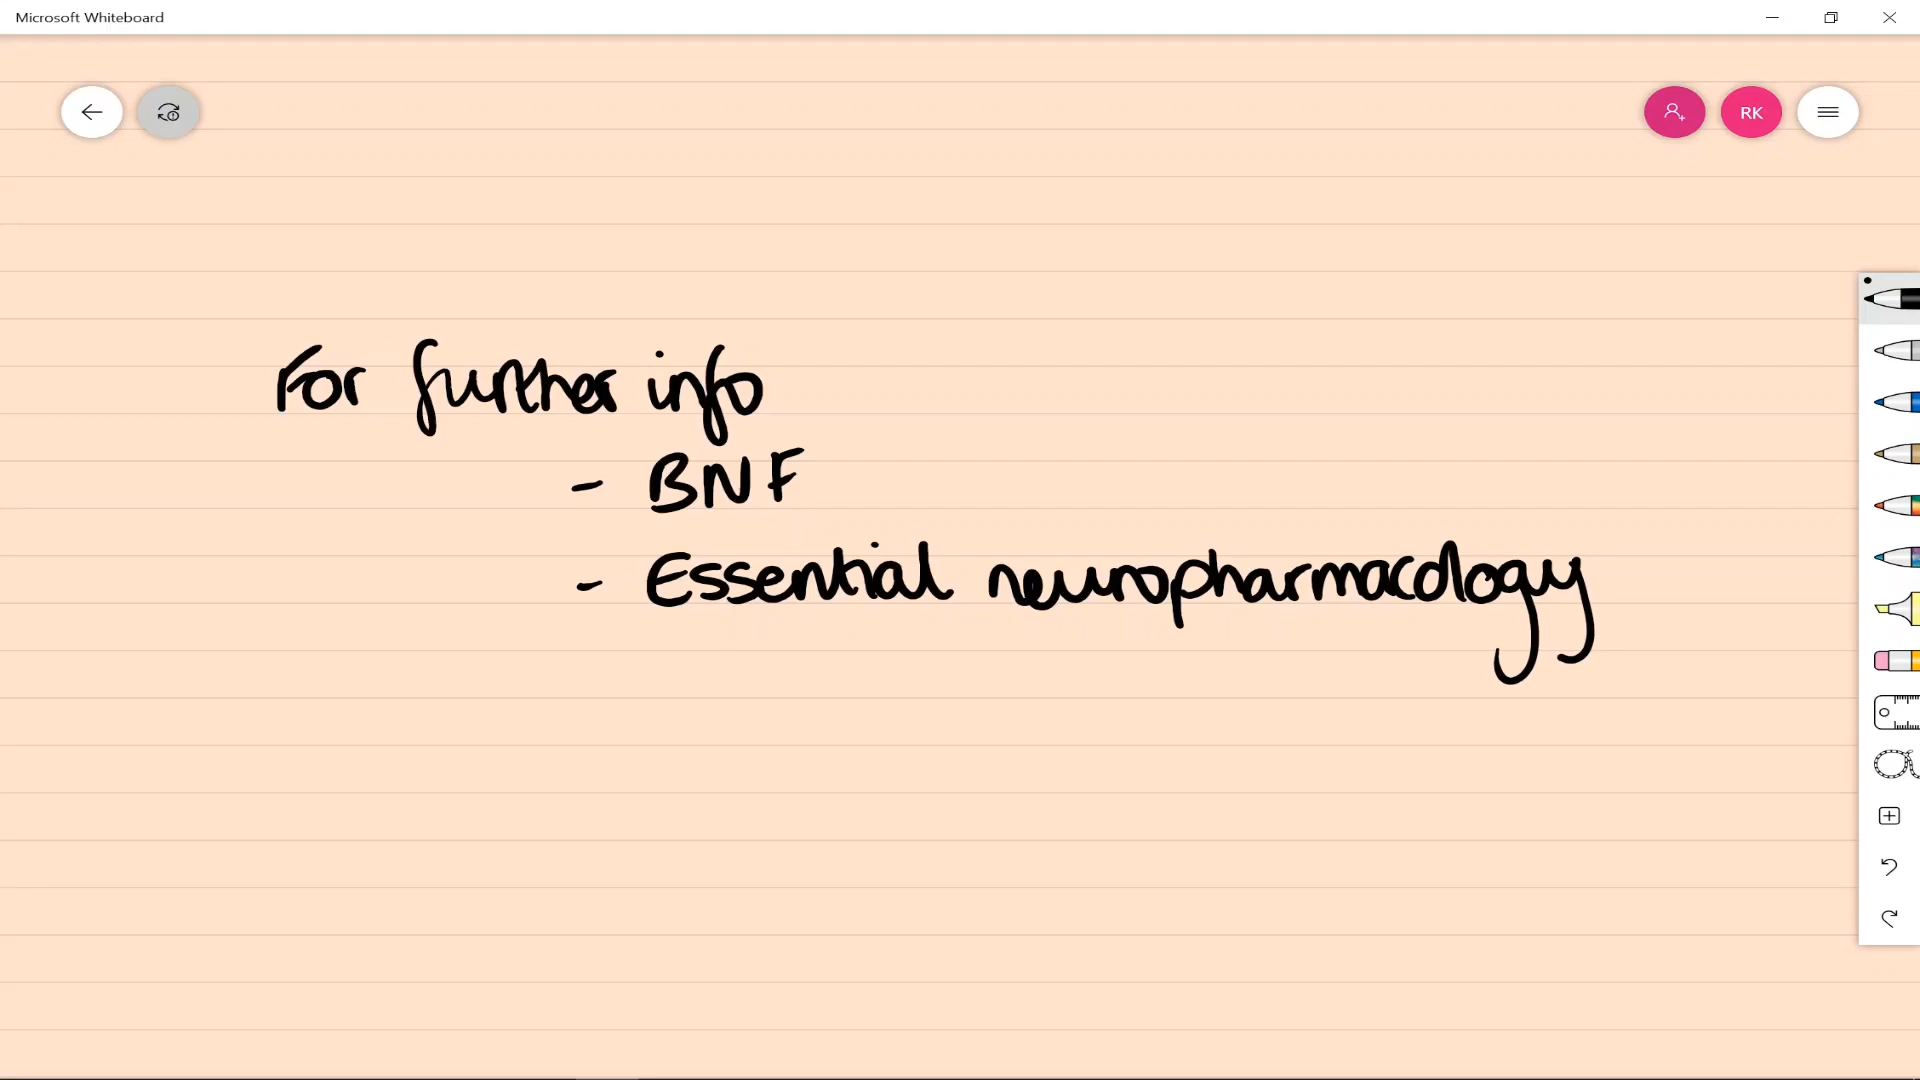 Microsoft Whiteboard
RK
For further info
- BNF
- Essential neuropharmacology